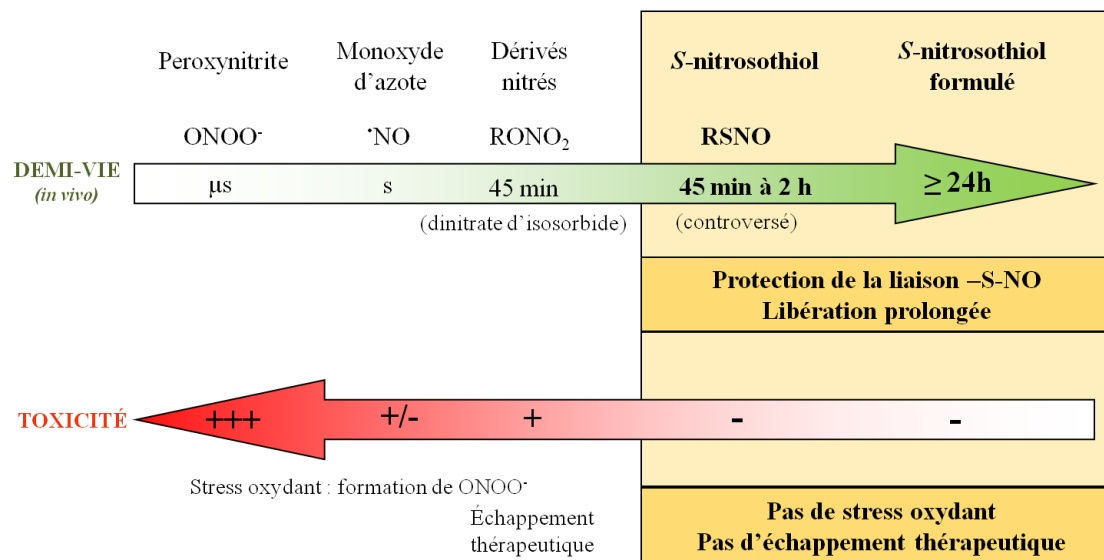 Peroxynitrite
Monoxyde
d’azote
Dérivés
nitrés
S-nitrosothiol
S-nitrosothiol
formulé
ONOO⁻
•NO
RONO₂
RSNO
DEMI-VIE
(in vivo)
µs
s
45 min
45 min à 2 h
≥ 24h
(dinitrate d’isosorbide)
(controversé)
Protection de la liaison –S-NO
Libération prolongée
TOXICITÉ
+++
+/-
+
-
-
Stress oxydant : formation de ONOO⁻
Échappement
thérapeutique
Pas de stress oxydant
Pas d’échappement thérapeutique